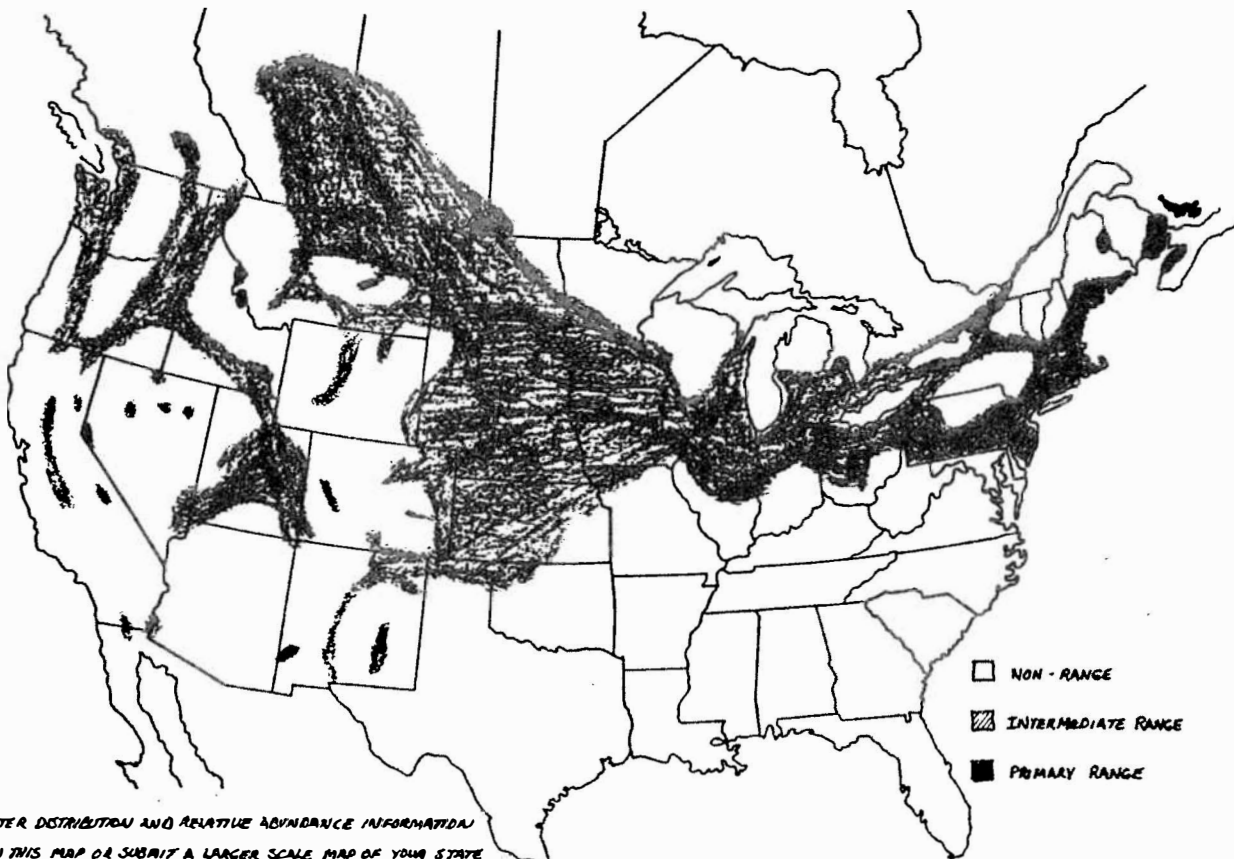 NON - RANGE
INTERMEDIATE RANGE
PRIMARY RANGE
TER DISTRIBUTION AND RELATIVE ABUNDANCE INFORMATION
THIS MAP OR SUBMIT A LARGER SCALE MAP OF YOUR STATE